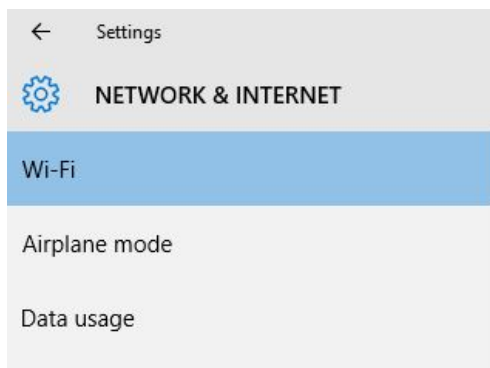 Settings
NETWORK & INTERNET
Wi-Fi
Airplane mode
Data usage